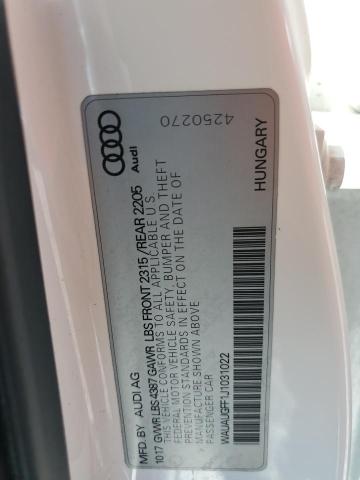 MFD. BY AUDI AG
1017 GVWR LBS 4387 GAWR LBS FRONT 2315/REAR 2205
THIS VEHICLE CONFORMS TO ALL APPLICABLE U.S.
FEDERAL MOTOR VEHICLE SAFETY, BUMPER AND THEFT
PREVENTION STANDARDS IN EFFECT ON THE DATE OF
MANUFACTURE SHOWN ABOVE
PASSENGER CAR
WAUAUGFF1J1031022
HUNGARY
Audi
4250270